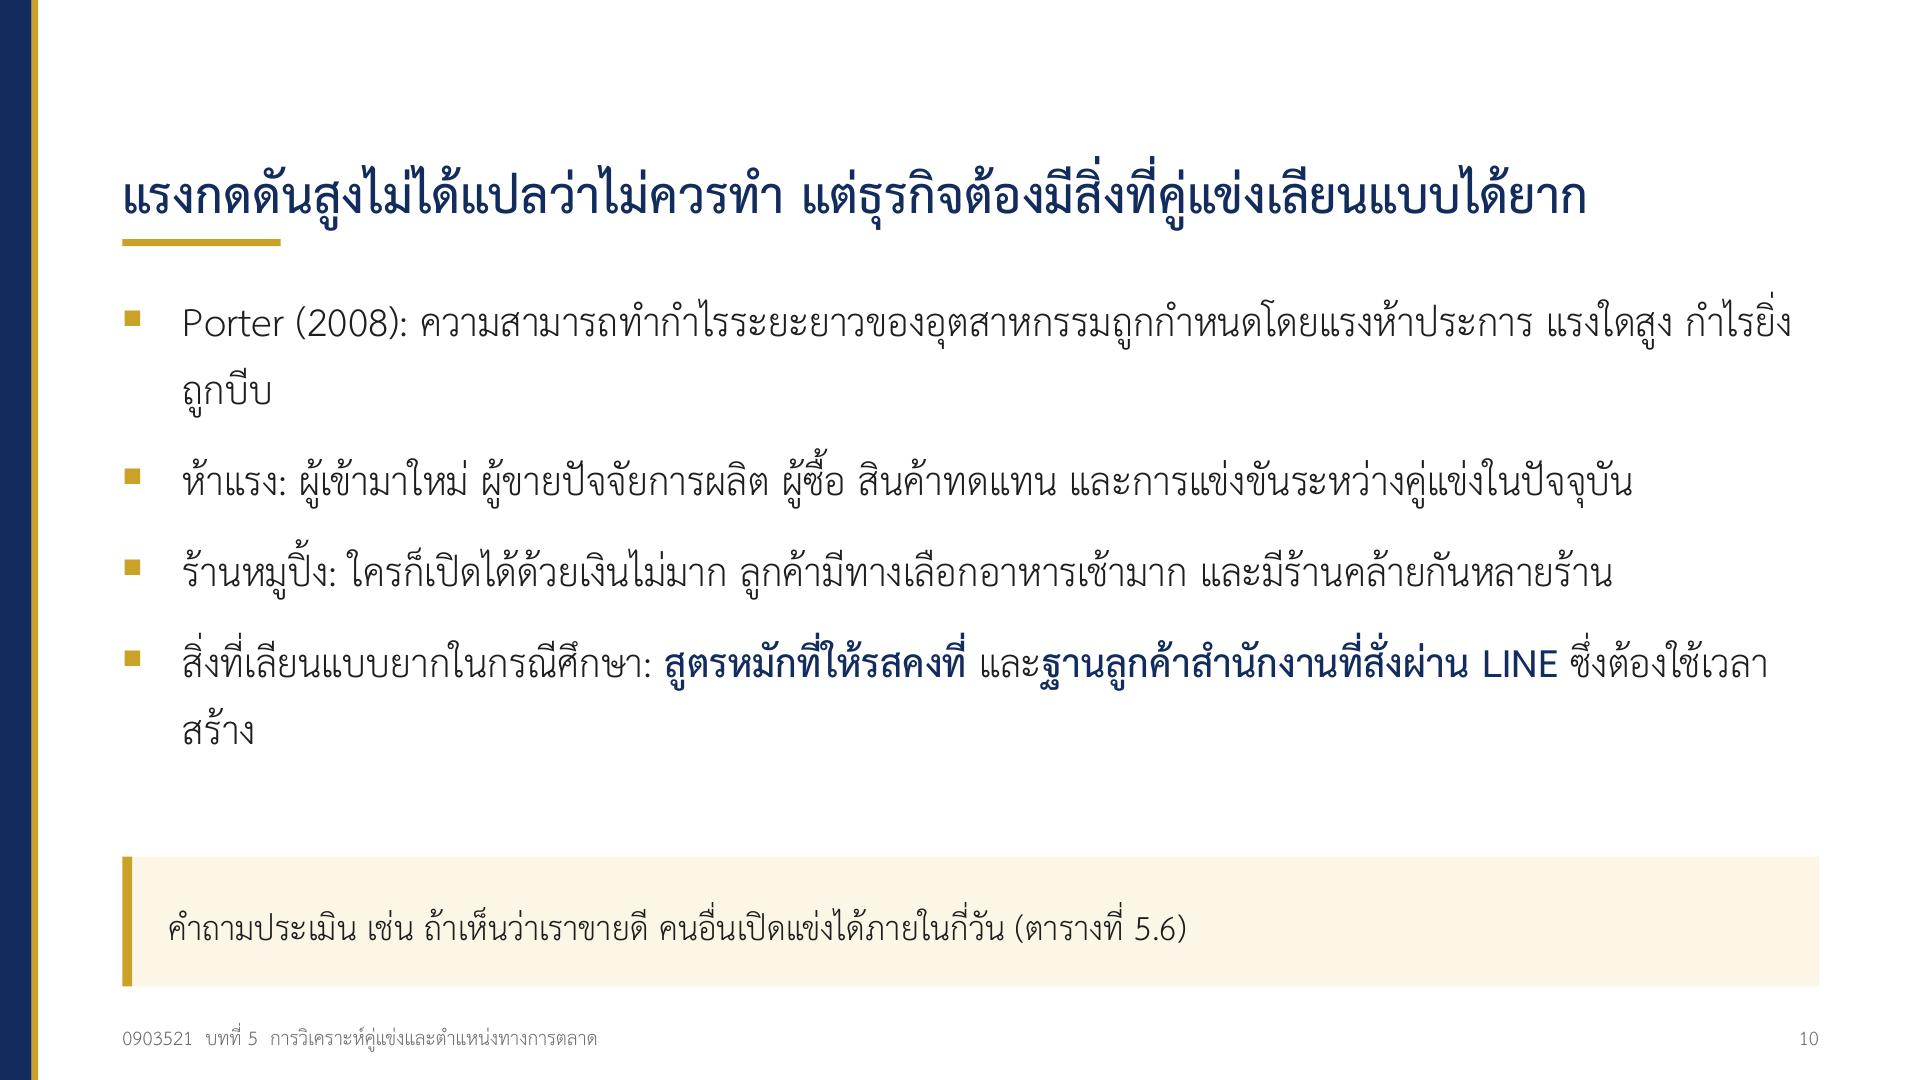 แรงกดดันสูงไม่ได้แปลว่าไม่ควรทำ แต่ธุรกิจต้องมีสิ่งที่คู่แข่งเลียนแบบได้ยาก
Porter (2008): ความสามารถทำกำไรระยะยาวของอุตสาหกรรมถูกกำหนดโดยแรงห้าประการ แรงใดสูง กำไรยิ่ง
ถูกบีบ
ห้าแรง: ผู้เข้ามาใหม่ ผู้ขายปัจจัยการผลิต ผู้ซื้อ สินค้าทดแทน และการแข่งขันระหว่างคู่แข่งในปัจจุบัน
ร้านหมูปิ้ง: ใครก็เปิดได้ด้วยเงินไม่มาก ลูกค้ามีทางเลือกอาหารเช้ามาก และมีร้านคล้ายกันหลายร้าน
สิ่งที่เลียนแบบยากในกรณีศึกษา: สูตรหมักที่ให้รสคงที่ และฐานลูกค้าสำนักงานที่สั่งผ่าน LINE ซึ่งต้องใช้เวลา
สร้าง
คำถามประเมิน เช่น ถ้าเห็นว่าเราขายดี คนอื่นเปิดแข่งได้ภายในกี่วัน (ตารางที่ 5.6)
0903521 บทที่ 5 การวิเคราะห์คู่แข่งและตำแหน่งทางการตลาด
10